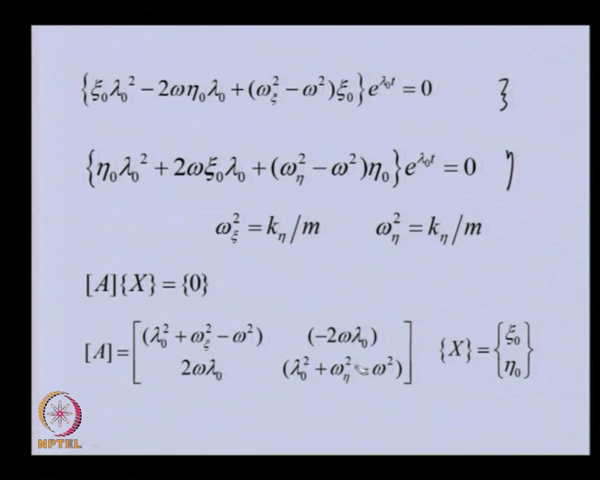 {ξ₀λ₀² − 2ωη₀λ₀ + (ω_ξ² − ω²)ξ₀}e^{λ₀t} = 0 ξ
{η₀λ₀² + 2ωξ₀λ₀ + (ω_η² − ω²)η₀}e^{λ₀t} = 0 η
ω_ξ² = k_η/m ω_η² = k_η/m
[A]{X} = {0}
[A] = [(λ₀² + ω_ξ² − ω²) (−2ωλ₀) ; 2ωλ₀ (λ₀² + ω_η² − ω²)] {X} = {ξ₀ ; η₀}
NPTEL